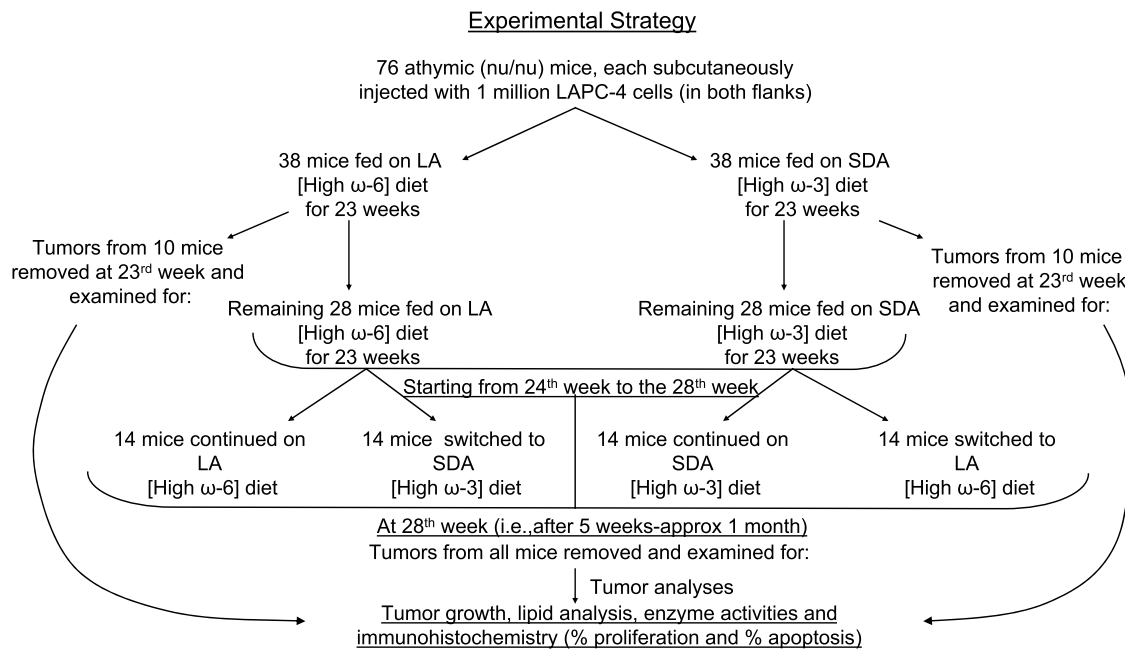 Experimental Strategy
76 athymic (nu/nu) mice, each subcutaneously
injected with 1 million LAPC-4 cells (in both flanks)
38 mice fed on LA
[High ω-6] diet
for 23 weeks
38 mice fed on SDA
[High ω-3] diet
for 23 weeks
Tumors from 10 mice
removed at 23rd week and
examined for:
Tumors from 10 mice
removed at 23rd week
and examined for:
Remaining 28 mice fed on LA
[High ω-6] diet
for 23 weeks
Remaining 28 mice fed on SDA
[High ω-3] diet
for 23 weeks
Starting from 24th week to the 28th week
14 mice continued on
LA
[High ω-6] diet
14 mice switched to
SDA
[High ω-3] diet
14 mice continued on
SDA
[High ω-3] diet
14 mice switched to
LA
[High ω-6] diet
At 28th week (i.e.,after 5 weeks-approx 1 month)
Tumors from all mice removed and examined for:
Tumor analyses
Tumor growth, lipid analysis, enzyme activities and
immunohistochemistry (% proliferation and % apoptosis)